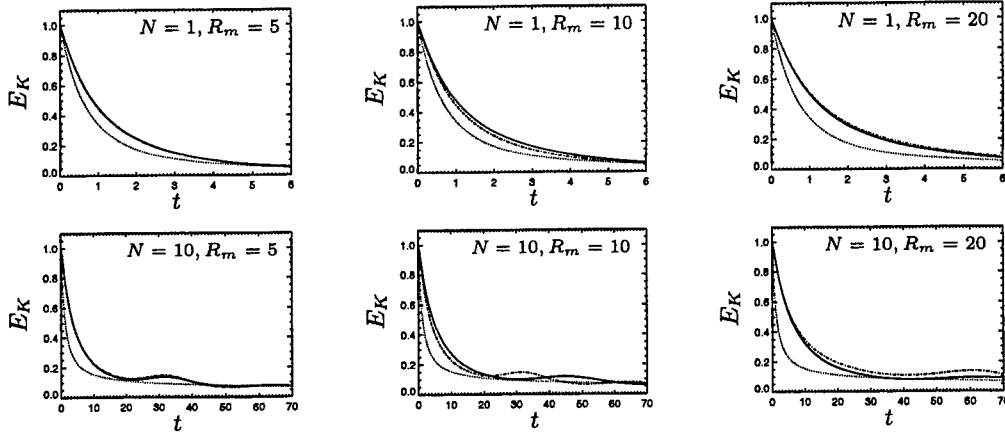 N = 1, R_m = 5
E_K
1.0
0.8
0.6
0.4
0.2
0.0
0 1 2 3 4 5 6
t
N = 1, R_m = 10
E_K
1.0
0.8
0.6
0.4
0.2
0.0
0 1 2 3 4 5 6
t
N = 1, R_m = 20
E_K
1.0
0.8
0.6
0.4
0.2
0.0
0 1 2 3 4 5 6
t
N = 10, R_m = 5
E_K
1.0
0.8
0.6
0.4
0.2
0.0
0 10 20 30 40 50 60 70
t
N = 10, R_m = 10
E_K
1.0
0.8
0.6
0.4
0.2
0.0
0 10 20 30 40 50 60 70
t
N = 10, R_m = 20
E_K
1.0
0.8
0.6
0.4
0.2
0.0
0 10 20 30 40 50 60 70
t